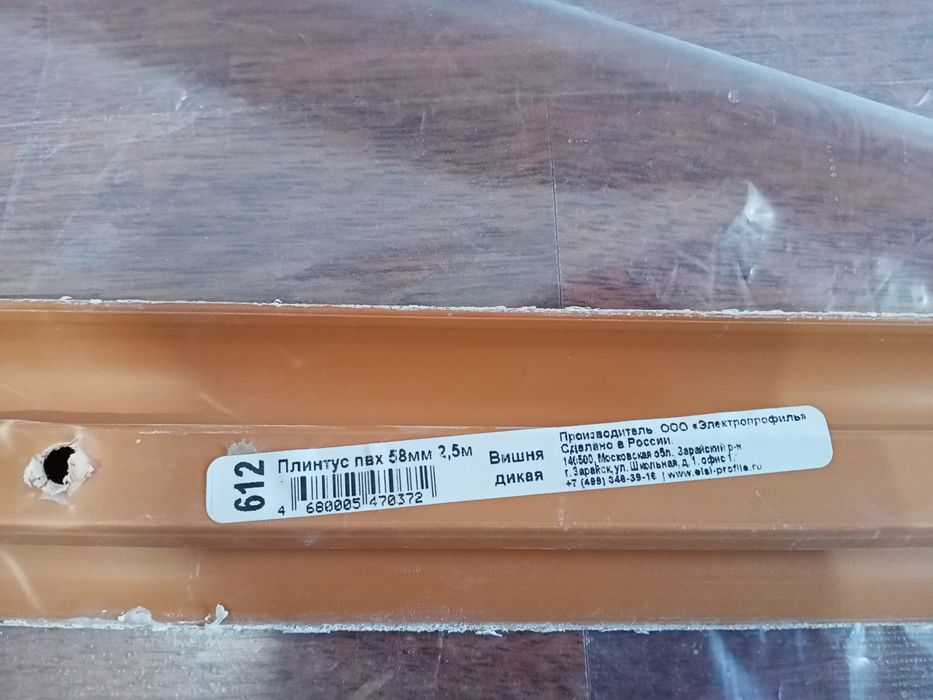 612
Плинтус пвх 58мм 2,5м
4 680005 470372
Вишня
дикая
Производитель ООО «Электропрофиль»
Сделано в России.
140600, Московская обл. Зарайский р-н
г. Зарайск, ул. Школьная, д. 1, офис 1.
www.elsi-profile.ru